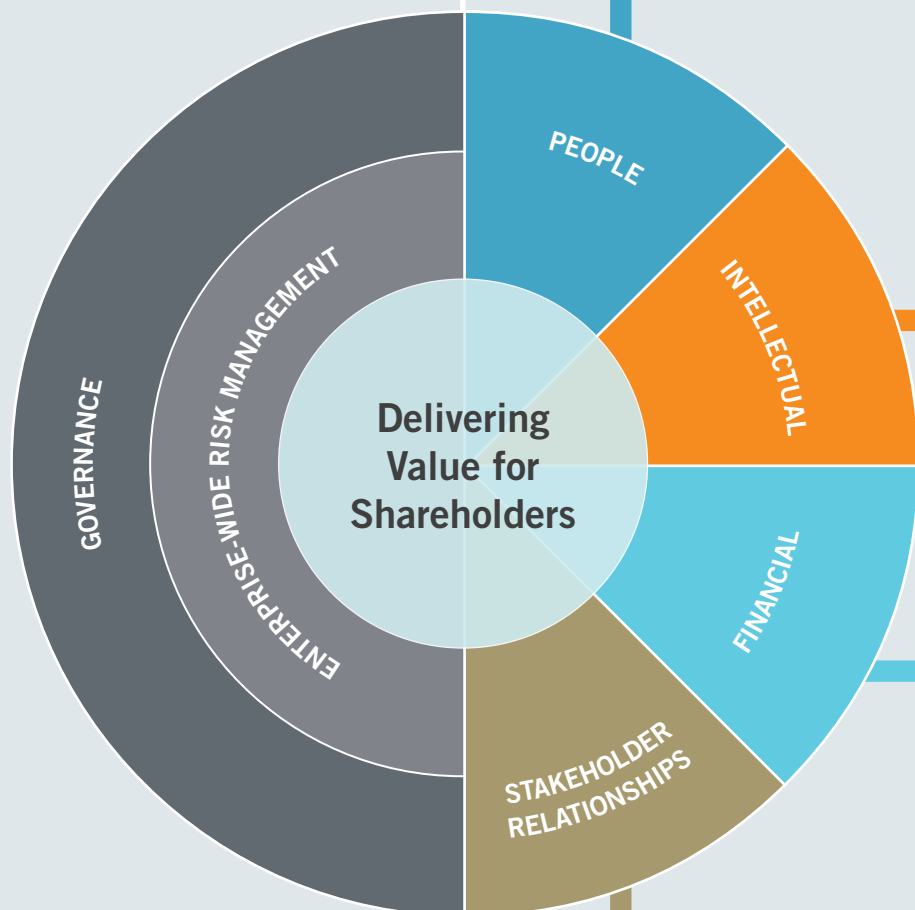 GOVERNANCE
ENTERPRISE-WIDE RISK MANAGEMENT
Delivering
Value for
Shareholders
PEOPLE
INTELLECTUAL
FINANCIAL
STAKEHOLDER
RELATIONSHIPS